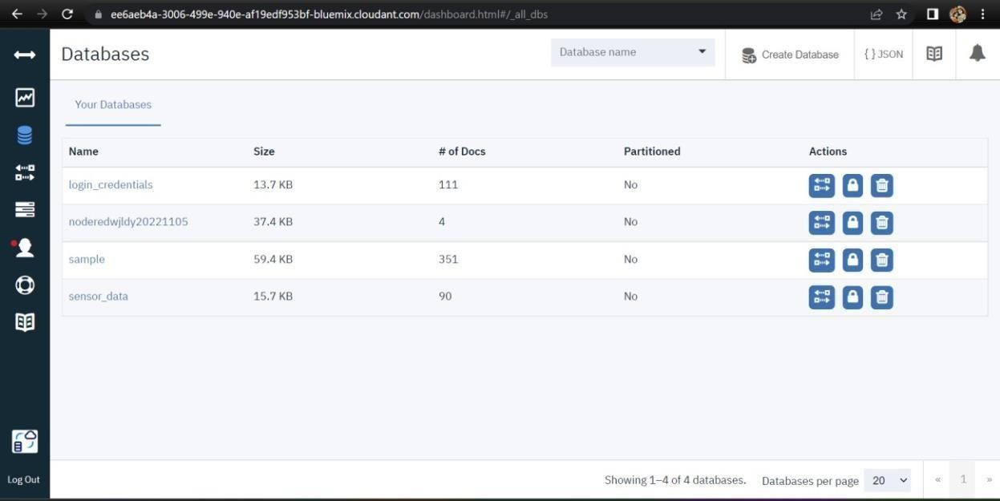 ee6aeb4a-3006-499e-940e-af19edf953bf-bluemix.cloudant.com/dashboard.html#/_all_dbs
Databases
Database name
Create Database
{ } JSON
Your Databases
Name Size # of Docs Partitioned Actions
login_credentials 13.7 KB 111 No
noderedwjldy20221105 37.4 KB 4 No
sample 59.4 KB 351 No
sensor_data 15.7 KB 90 No
Log Out
Showing 1–4 of 4 databases. Databases per page 20 « 1 »